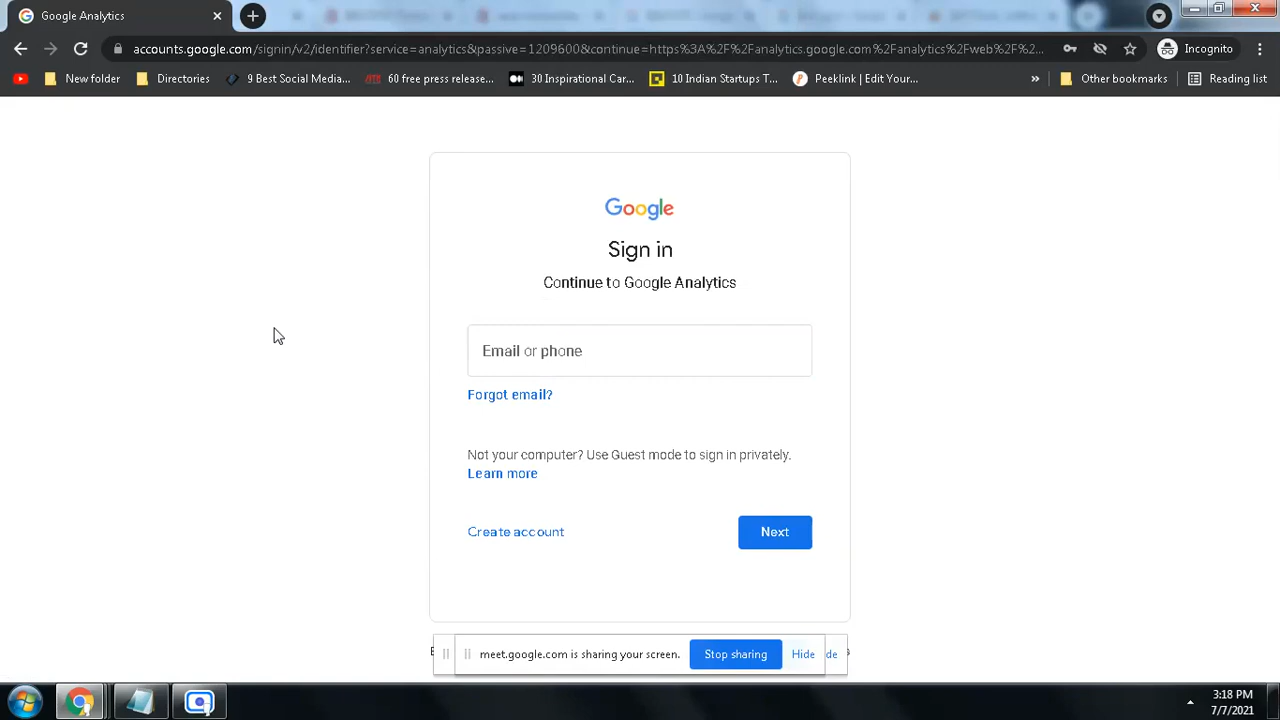 Google Analytics
accounts.google.com/signin/v2/identifier?service=analytics&passive=1209600&continue=https%3A%2F%2Fanalytics.google.com%2Fanalytics%2Fweb%2F%2...
Incognito
New folder
Directories
9 Best Social Media...
60 free press release...
30 Inspirational Car...
10 Indian Startups T...
Peeklink | Edit Your...
»
Other bookmarks
Reading list
Google
Sign in
Continue to Google Analytics
Email or phone
Forgot email?
Not your computer? Use Guest mode to sign in privately.
Learn more
Create account
Next
meet.google.com is sharing your screen.
Stop sharing
Hide
de
3:18 PM
7/7/2021